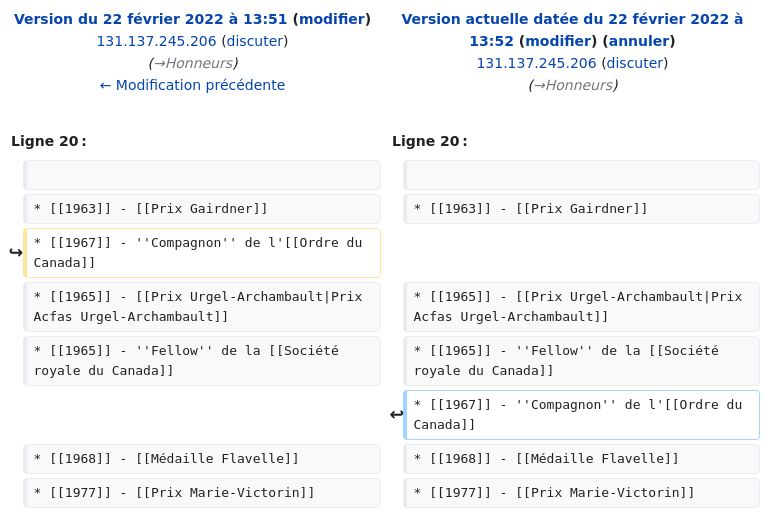 Version du 22 février 2022 à 13:51 (modifier)
131.137.245.206 (discuter)
(→Honneurs)
← Modification précédente
Version actuelle datée du 22 février 2022 à
13:52 (modifier) (annuler)
131.137.245.206 (discuter)
(→Honneurs)
Ligne 20 :
Ligne 20 :
* [[1963]] - [[Prix Gairdner]]
* [[1963]] - [[Prix Gairdner]]
↪
* [[1967]] - ''Compagnon'' de l'[[Ordre du
Canada]]
* [[1965]] - [[Prix Urgel-Archambault|Prix
Acfas Urgel-Archambault]]
* [[1965]] - [[Prix Urgel-Archambault|Prix
Acfas Urgel-Archambault]]
* [[1965]] - ''Fellow'' de la [[Société
royale du Canada]]
* [[1965]] - ''Fellow'' de la [[Société
royale du Canada]]
↩
* [[1967]] - ''Compagnon'' de l'[[Ordre du
Canada]]
* [[1968]] - [[Médaille Flavelle]]
* [[1968]] - [[Médaille Flavelle]]
* [[1977]] - [[Prix Marie-Victorin]]
* [[1977]] - [[Prix Marie-Victorin]]